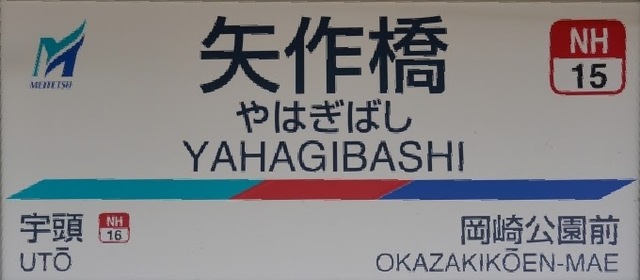 MEITETSU
矢作橋
NH
15
やはぎばし
YAHAGIBASHI
宇頭 NH 16
UTŌ
岡崎公園前
OKAZAKIKŌEN-MAE